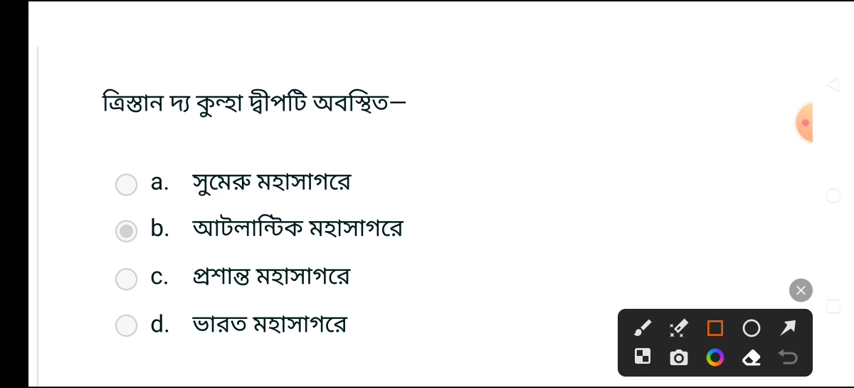 ত্রিস্তান দ্য কুন্হা দ্বীপটি অবস্থিত—
a. সুমেরু মহাসাগরে
b. আটলান্টিক মহাসাগরে
c. প্রশান্ত মহাসাগরে
d. ভারত মহাসাগরে